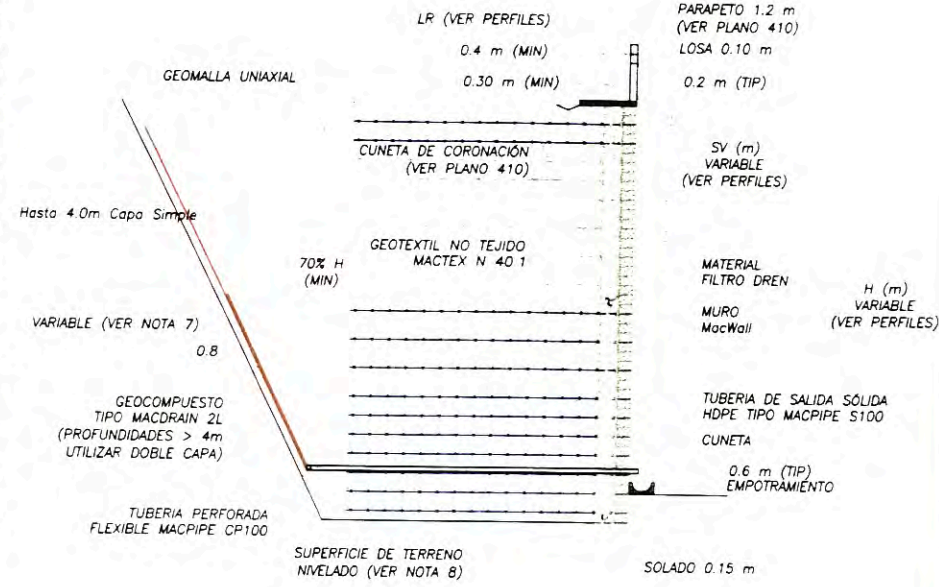 LR (VER PERFILES)
PARAPETO 1.2 m
(VER PLANO 410)
0.4 m (MIN)
LOSA 0.10 m
GEOMALLA UNIAXIAL
0.30 m (MIN)
0.2 m (TIP)
CUNETA DE CORONACIÓN
(VER PLANO 410)
SV (m)
VARIABLE
(VER PERFILES)
Hasta 4.0m Capa Simple
GEOTEXTIL NO TEJIDO
MACTEX N 40 1
70% H
(MIN)
MATERIAL
FILTRO DREN
H (m)
VARIABLE
(VER PERFILES)
MURO
MacWall
VARIABLE (VER NOTA 7)
0.8
GEOCOMPUESTO
TIPO MACDRAIN 2L
(PROFUNDIDADES > 4m
UTILIZAR DOBLE CAPA)
TUBERIA DE SALIDA SÓLIDA
HDPE TIPO MACPIPE S100
CUNETA
0.6 m (TIP)
EMPOTRAMIENTO
TUBERIA PERFORADA
FLEXIBLE MACPIPE CP100
SUPERFICIE DE TERRENO
NIVELADO (VER NOTA 8)
SOLADO 0.15 m